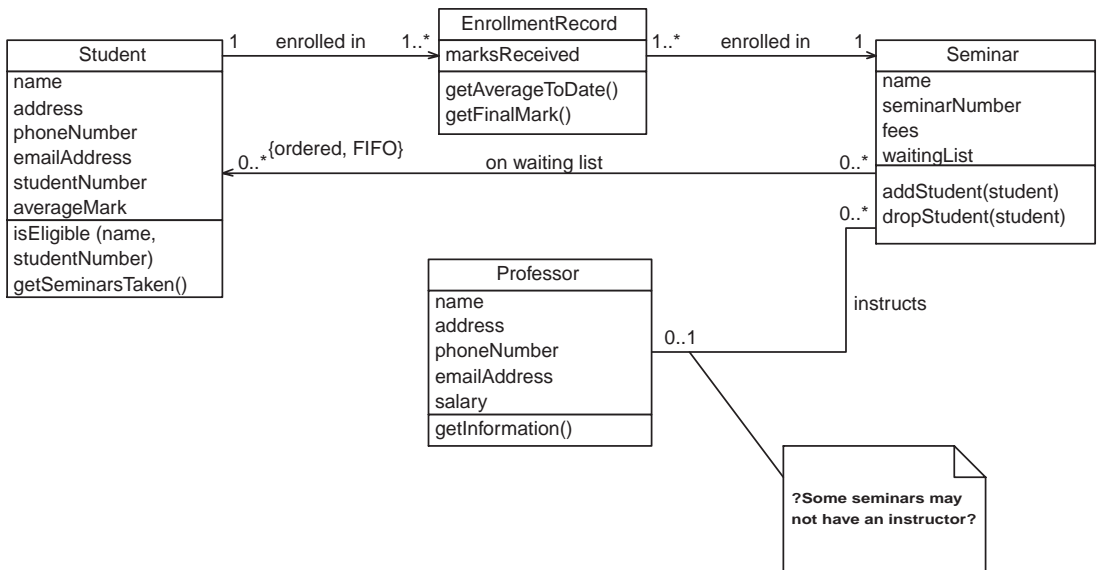 EnrollmentRecord
marksReceived
getAverageToDate()
getFinalMark()
1 enrolled in 1..*
1..* enrolled in 1
Student
name
address
phoneNumber
emailAddress
studentNumber
averageMark
isEligible (name,
studentNumber)
getSeminarsTaken()
Seminar
name
seminarNumber
fees
waitingList
addStudent(student)
dropStudent(student)
{ordered, FIFO}
0..* on waiting list 0..*
0..*
instructs
0..1
Professor
name
address
phoneNumber
emailAddress
salary
getInformation()
?Some seminars may
not have an instructor?